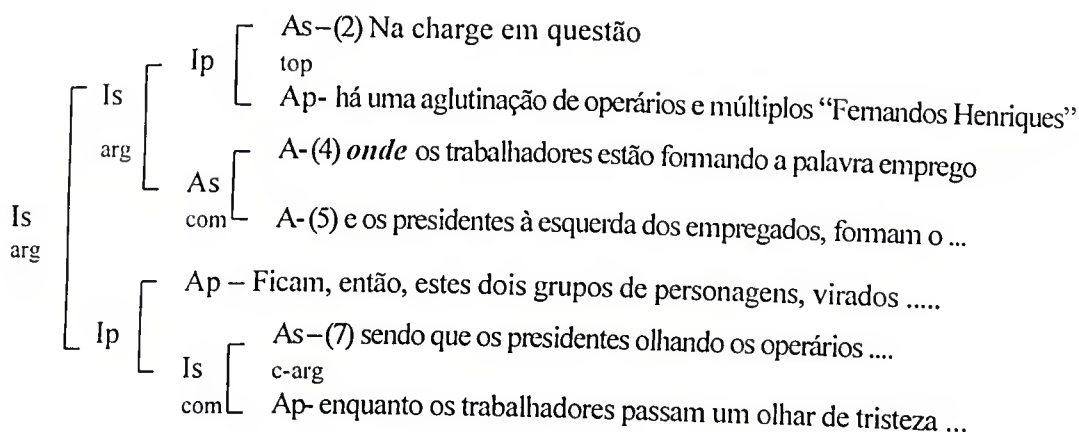 As–(2) Na charge em questão
Ip
top
Is
Ap- há uma aglutinação de operários e múltiplos “Fernandos Henriques”
arg
A-(4) onde os trabalhadores estão formando a palavra emprego
As
com
A-(5) e os presidentes à esquerda dos empregados, formam o ...
Is
arg
Ap – Ficam, então, estes dois grupos de personagens, virados .....
Ip
As–(7) sendo que os presidentes olhando os operários ....
Is
c-arg
com
Ap- enquanto os trabalhadores passam um olhar de tristeza ...